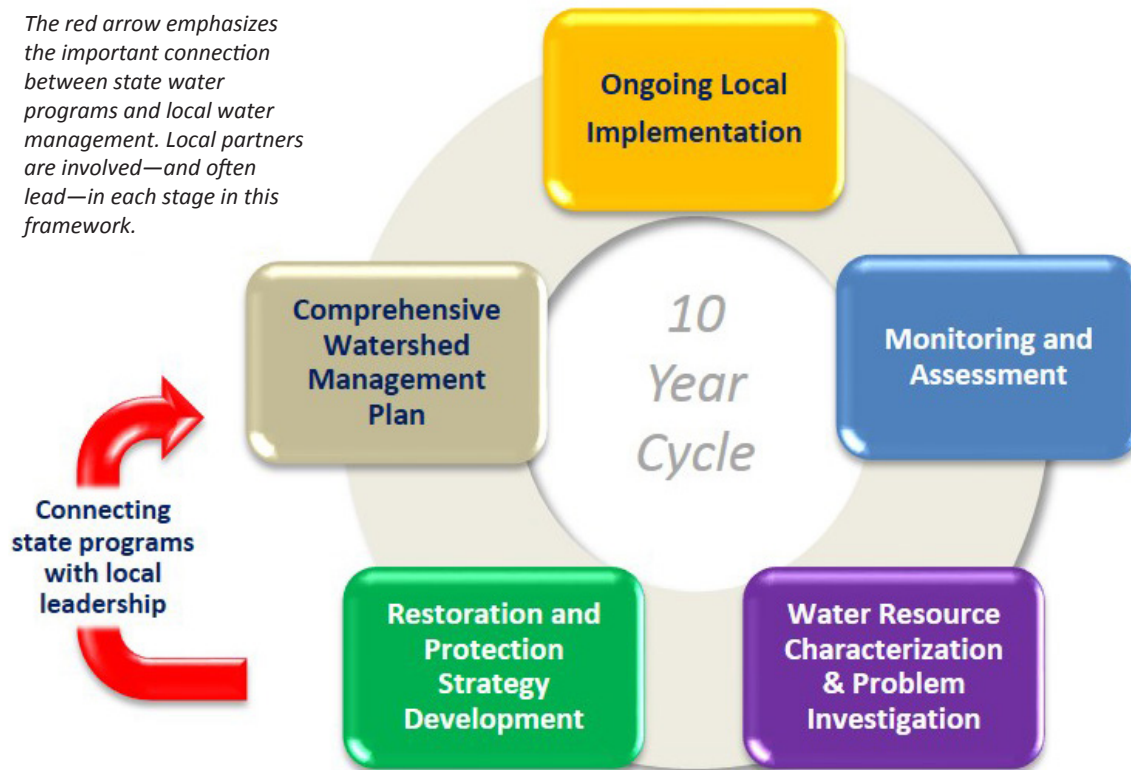 The red arrow emphasizes
the important connection
between state water
programs and local water
management. Local partners
are involved—and often
lead—in each stage in this
framework.
Ongoing Local
Implementation
Monitoring and
Assessment
Water Resource
Characterization
& Problem
Investigation
Restoration and
Protection
Strategy
Development
Comprehensive
Watershed
Management
Plan
10
Year
Cycle
Connecting
state programs
with local
leadership